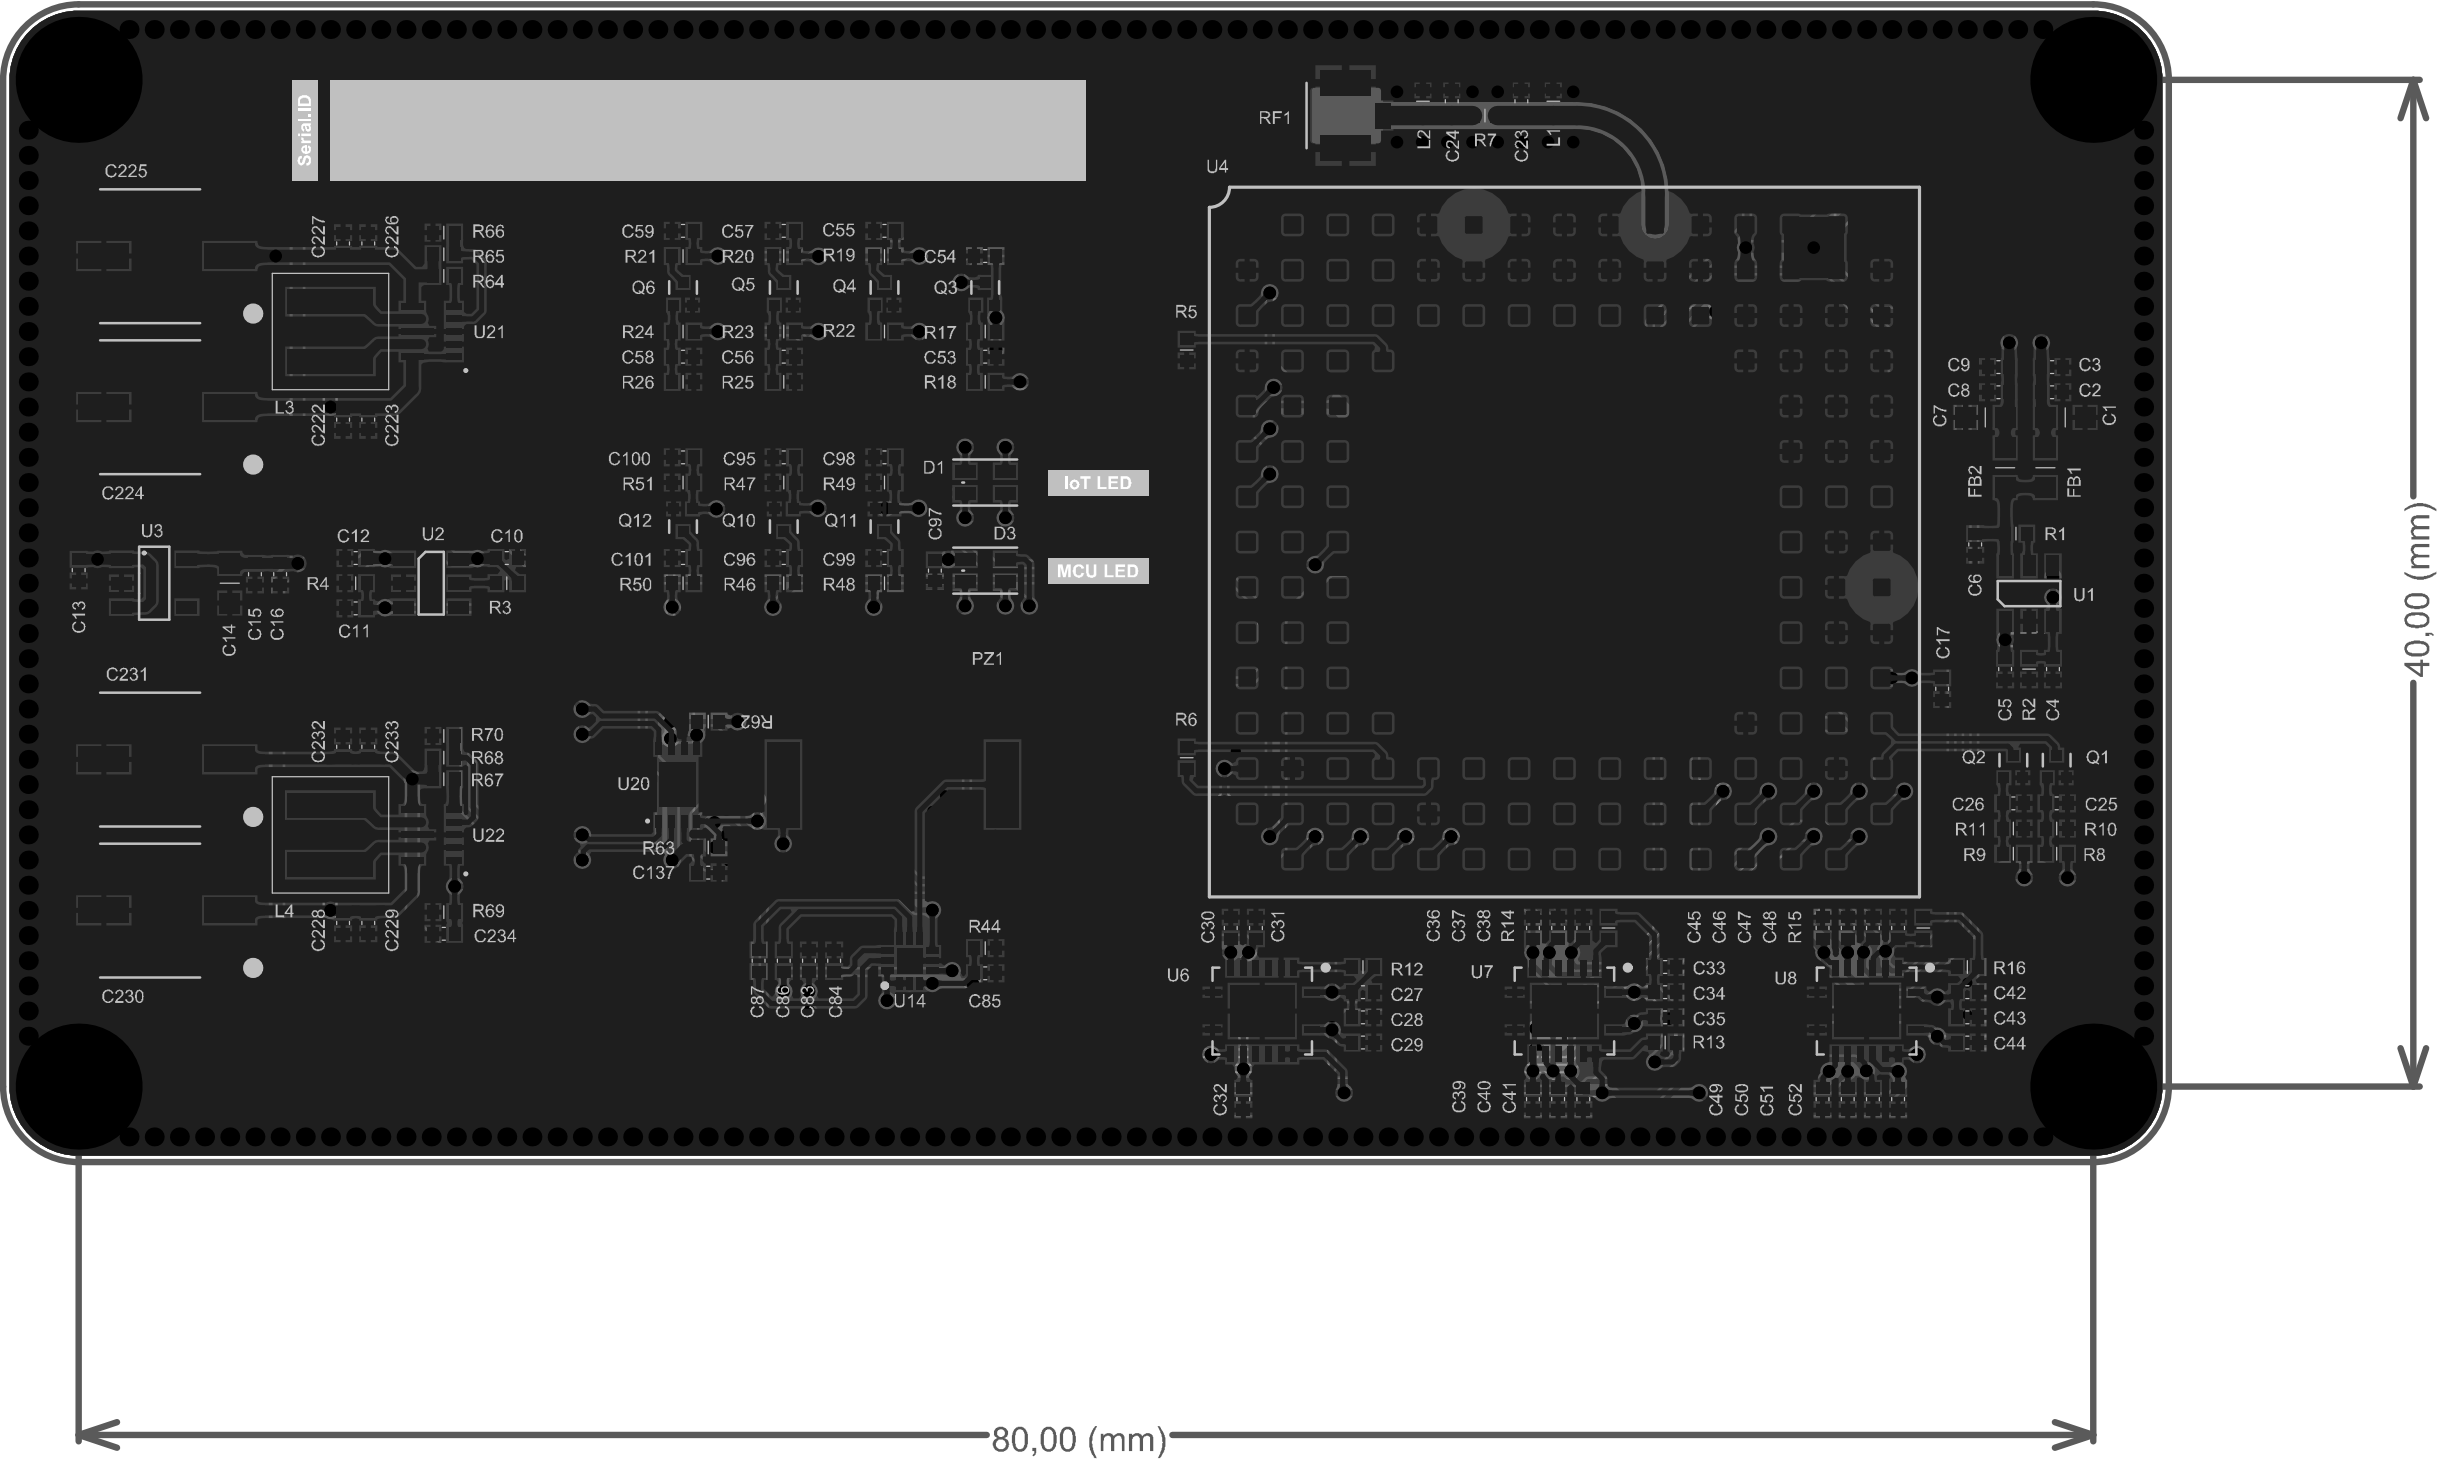 Serial.ID
RF1
L2
C24
R7
C23
L1
U4
C225
C227
C226
R66
R65
R64
U21
L3
C222
C223
C224
C59
C57
C55
R21
R20
R19
C54
Q6
Q5
Q4
Q3
R24
R23
R22
R17
C58
C56
C53
R26
R25
R18
R5
C9
C3
C8
C2
C7
C1
FB2
FB1
R1
C6
U1
C17
C5
R2
C4
C100
C95
C98
D1
IoT LED
R51
R47
R49
Q12
Q10
Q11
C97
D3
C101
C96
C99
MCU LED
R50
R46
R48
U3
C12
U2
C10
R4
R3
C13
C14
C15
C16
C11
PZ1
C231
C232
C233
R70
R68
R67
U22
L4
C228
C229
R69
C234
C230
R62
U20
R63
C137
R6
Q2
Q1
C26
C25
R11
R10
R9
R8
C87
C86
C83
C84
U14
R44
C85
C30
C31
C36
C37
C38
R14
C45
C46
C47
C48
R15
U6
R12
C27
C28
C29
U7
C33
C34
C35
R13
U8
R16
C42
C43
C44
C32
C39
C40
C41
C49
C50
C51
C52
40,00 (mm)
80,00 (mm)